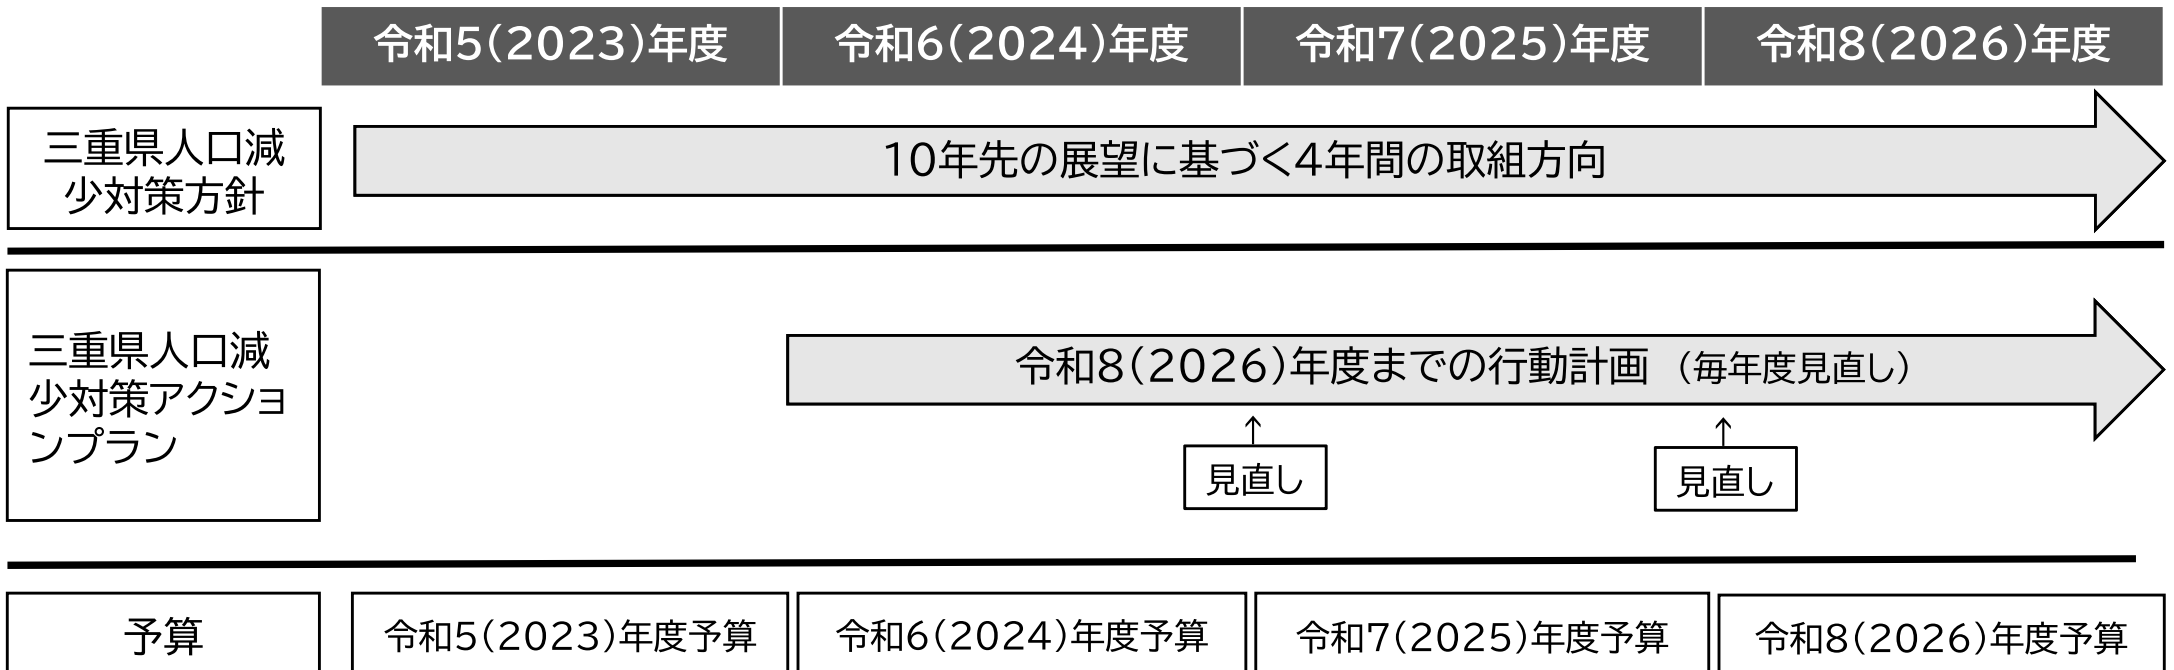 令和5（2023）年度
令和6（2024）年度
令和7（2025）年度
令和8（2026）年度
三重県人口減
少対策方針
10年先の展望に基づく4年間の取組方向
三重県人口減
少対策アクショ
ンプラン
令和8（2026）年度までの行動計画 （毎年度見直し）
↑
↑
見直し
見直し
予算
令和5（2023）年度予算
令和6（2024）年度予算
令和7（2025）年度予算
令和8（2026）年度予算